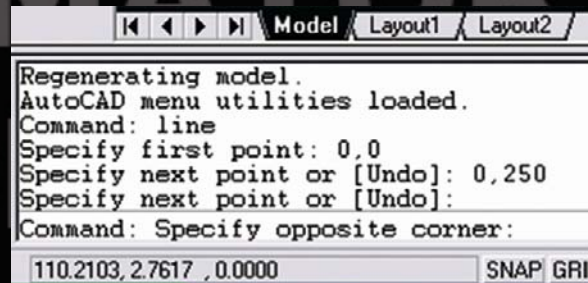 Model Layout1 Layout2
Regenerating model.
AutoCAD menu utilities loaded.
Command: line
Specify first point: 0,0
Specify next point or [Undo]: 0,250
Specify next point or [Undo]:
Command: Specify opposite corner:
110.2103, 2.7617 , 0.0000 SNAP GRI